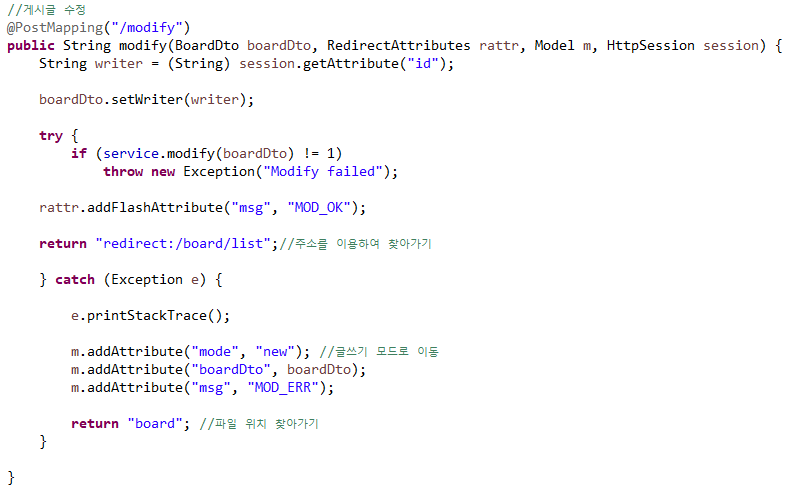 //게시글 수정
@PostMapping("/modify")
public String modify(BoardDto boardDto, RedirectAttributes rattr, Model m, HttpSession session) {
    String writer = (String) session.getAttribute("id");

    boardDto.setWriter(writer);

    try {
        if (service.modify(boardDto) != 1)
            throw new Exception("Modify failed");

    rattr.addFlashAttribute("msg", "MOD_OK");

    return "redirect:/board/list";//주소를 이용하여 찾아가기

    } catch (Exception e) {

        e.printStackTrace();

        m.addAttribute("mode", "new"); //글쓰기 모드로 이동
        m.addAttribute("boardDto", boardDto);
        m.addAttribute("msg", "MOD_ERR");

        return "board"; //파일 위치 찾아가기
    }

}